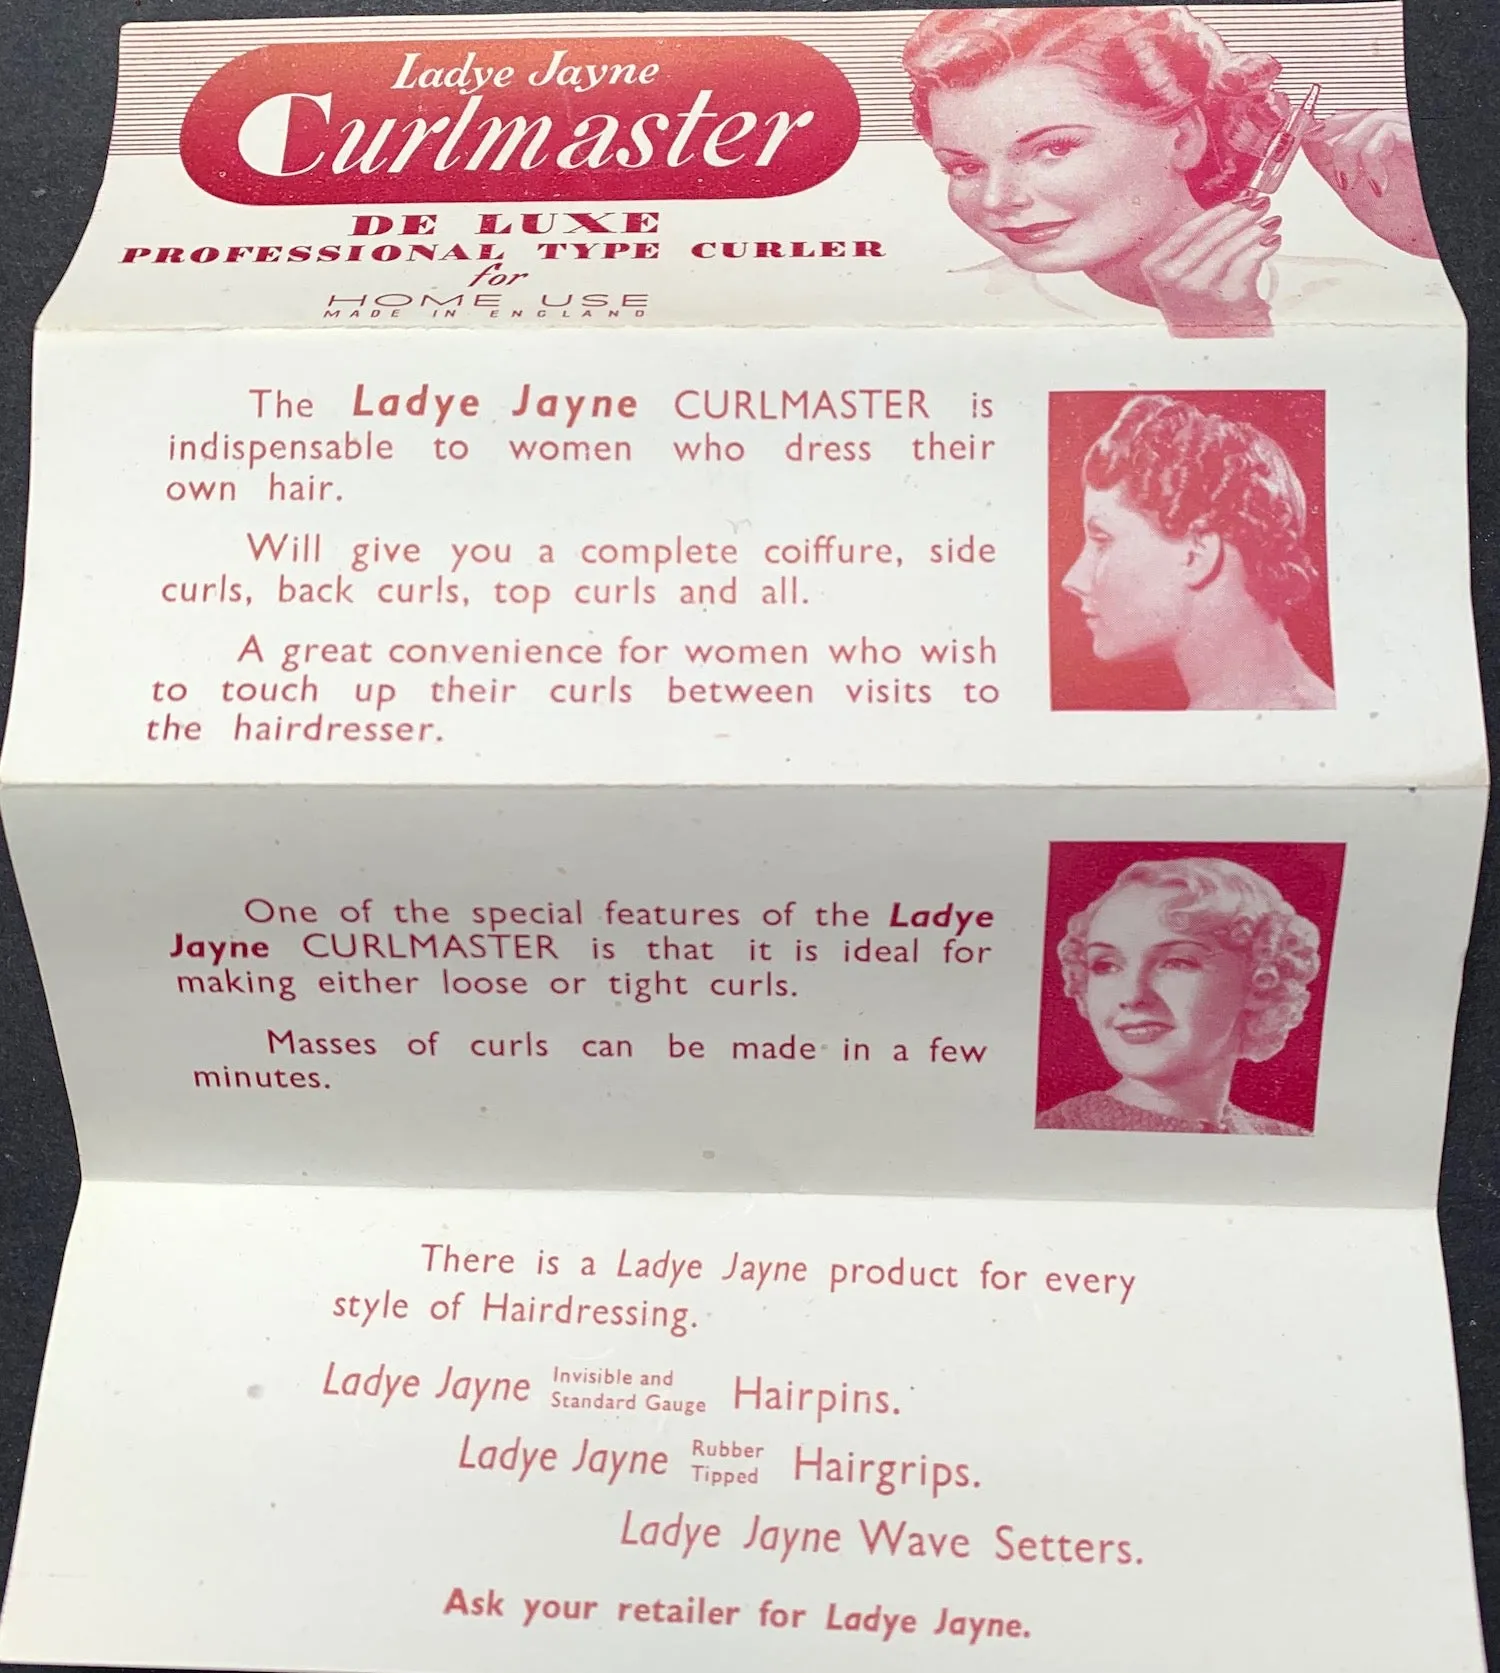 Ladye Jayne
Curlmaster
DE LUXE
PROFESSIONAL TYPE CURLER
for
HOME USE
MADE IN ENGLAND
The Ladye Jayne CURLMASTER is
indispensable to women who dress their
own hair.
Will give you a complete coiffure, side
curls, back curls, top curls and all.
A great convenience for women who wish
to touch up their curls between visits to
the hairdresser.
One of the special features of the Ladye
Jayne CURLMASTER is that it is ideal for
making either loose or tight curls.
Masses of curls can be made in a few
minutes.
There is a Ladye Jayne product for every
style of Hairdressing.
Ladye Jayne Invisible and Standard Gauge Hairpins.
Ladye Jayne Rubber Tipped Hairgrips.
Ladye Jayne Wave Setters.
Ask your retailer for Ladye Jayne.